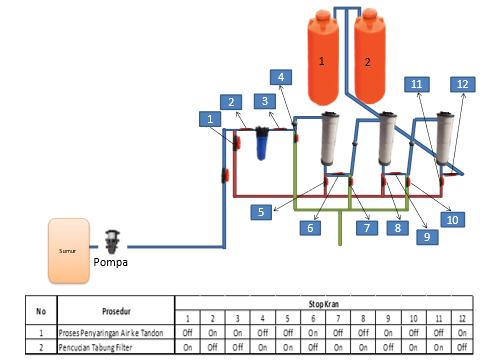 1
2
11
12
4
2
3
1
5
6
7
8
9
10
Sumur
Pompa
No Prosedur Stop Kran
1 2 3 4 5 6 7 8 9 10 11 12
1 Proses Penyaringan Air ke Tandon Off On On Off Off On Off Off On Off Off On
2 Pencucian Tabung Filter On Off Off On On Off On On Off On On Off